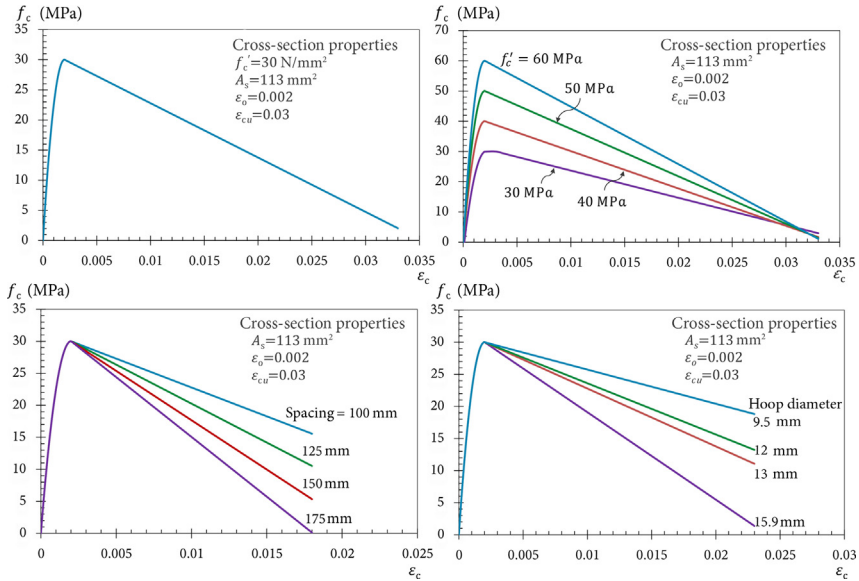 f_c (MPa)
35
30
25
20
15
10
5
0
0 0.005 0.01 0.015 0.02 0.025 0.03 0.035
ε_c
Cross-section properties
f_c′=30 N/mm²
A_s=113 mm²
ε_o=0.002
ε_cu=0.03
f_c (MPa)
70
60
50
40
30
20
10
0
0 0.005 0.01 0.015 0.02 0.025 0.03 0.035
ε_c
f_c′ = 60 MPa
50 MPa
30 MPa
40 MPa
Cross-section properties
A_s=113 mm²
ε_o=0.002
ε_cu=0.03
f_c (MPa)
35
30
25
20
15
10
5
0
0 0.005 0.01 0.015 0.02 0.025
ε_c
Cross-section properties
A_s=113 mm²
ε_o=0.002
ε_cu=0.03
Spacing = 100 mm
125 mm
150 mm
175 mm
f_c (MPa)
35
30
25
20
15
10
5
0
0 0.005 0.01 0.015 0.02 0.025 0.03
ε_c
Cross-section properties
A_s=113 mm²
ε_o=0.002
ε_cu=0.03
Hoop diameter
9.5 mm
12 mm
13 mm
15.9 mm